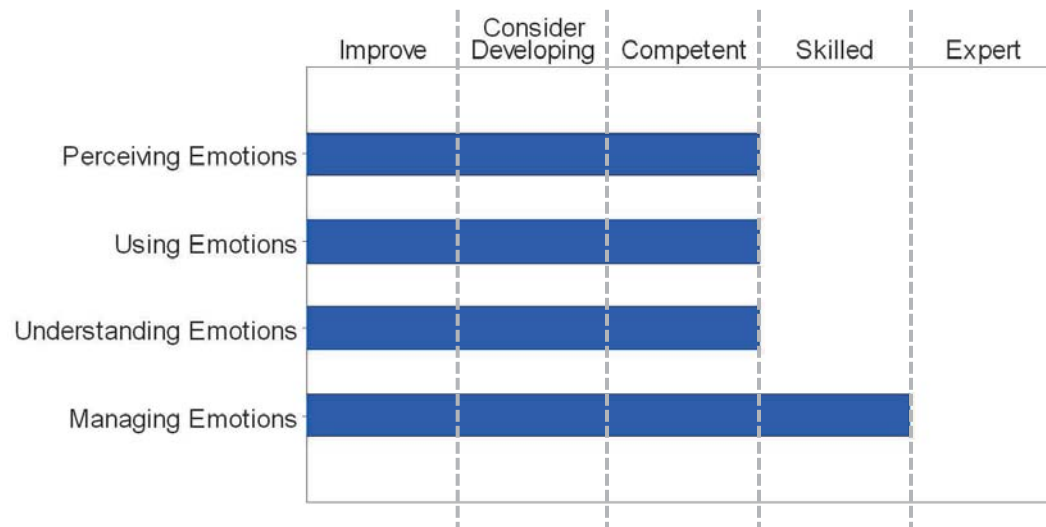 Improve
Consider
Developing
Competent
Skilled
Expert
Perceiving Emotions
Using Emotions
Understanding Emotions
Managing Emotions